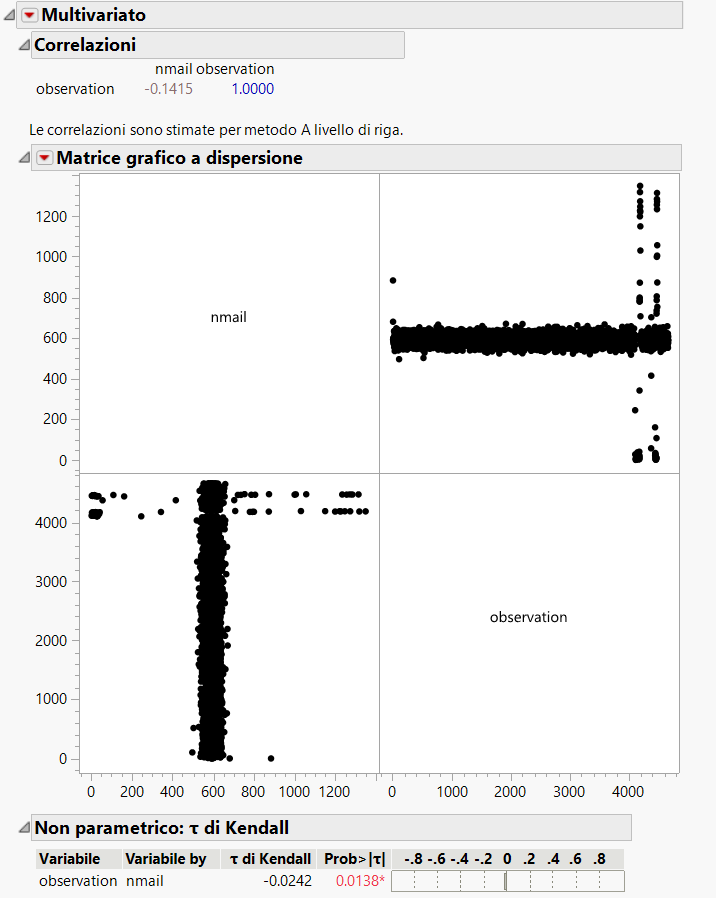 Multivariato
Correlazioni
nmail observation
observation -0.1415 1.0000
Le correlazioni sono stimate per metodo A livello di riga.
Matrice grafico a dispersione
1200
1000
800
600
400
200
0
nmail
4000
3000
2000
1000
0
observation
0 200 400 600 800 1000 1200 0 1000 2000 3000 4000
Non parametrico: τ di Kendall
Variabile Variabile by τ di Kendall Prob>|τ| -.8 -.6 -.4 -.2 0 .2 .4 .6 .8
observation nmail -0.0242 0.0138*